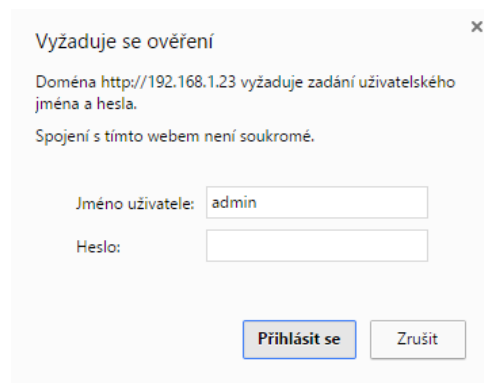 Vyžaduje se ověření
Doména http://192.168.1.23 vyžaduje zadání uživatelského
jména a hesla.
Spojení s tímto webem není soukromé.
Jméno uživatele: admin
Heslo:
Přihlásit se Zrušit